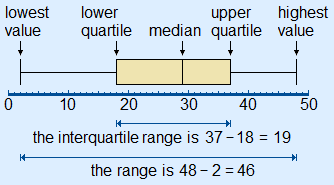 lowest value
lower quartile
median
upper quartile
highest value
0 10 20 30 40 50
the interquartile range is 37 – 18 = 19
the range is 48 – 2 = 46